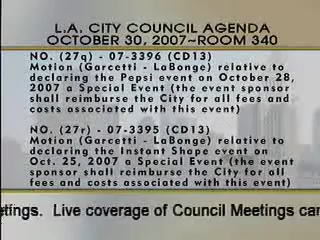 L.A. CITY COUNCIL AGENDA
OCTOBER 30, 2007~ROOM 340
NO. (27q) - 07-3396 (CD13)
Motion (Garcetti - LaBonge) relative to
declaring the Pepsi event on October 28,
2007 a Special Event (the event sponsor
shall reimburse the City for all fees and
costs associated with this event)
NO. (27r) - 07-3395 (CD13)
Motion (Garcetti - LaBonge) relative to
declaring the Instant Shape event on
Oct. 25, 2007 a Special Event (the event
sponsor shall reimburse the City for all
fees and costs associated with this event)
etings. Live coverage of Council Meetings can